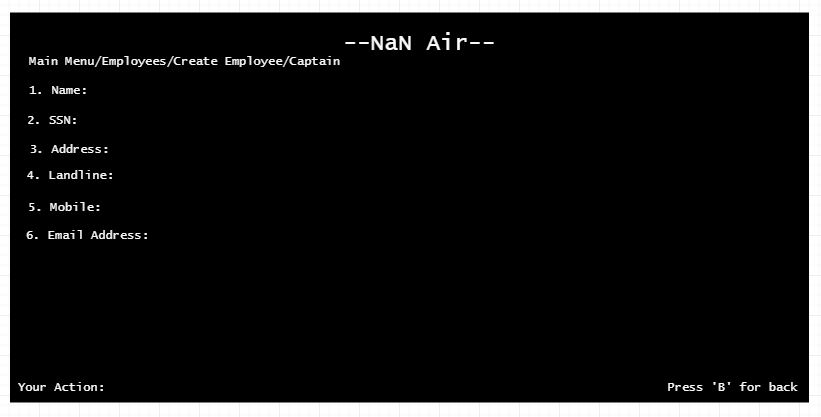 --NaN Air--
Main Menu/Employees/Create Employee/Captain
1. Name:
2. SSN:
3. Address:
4. Landline:
5. Mobile:
6. Email Address:
Your Action:
Press 'B' for back